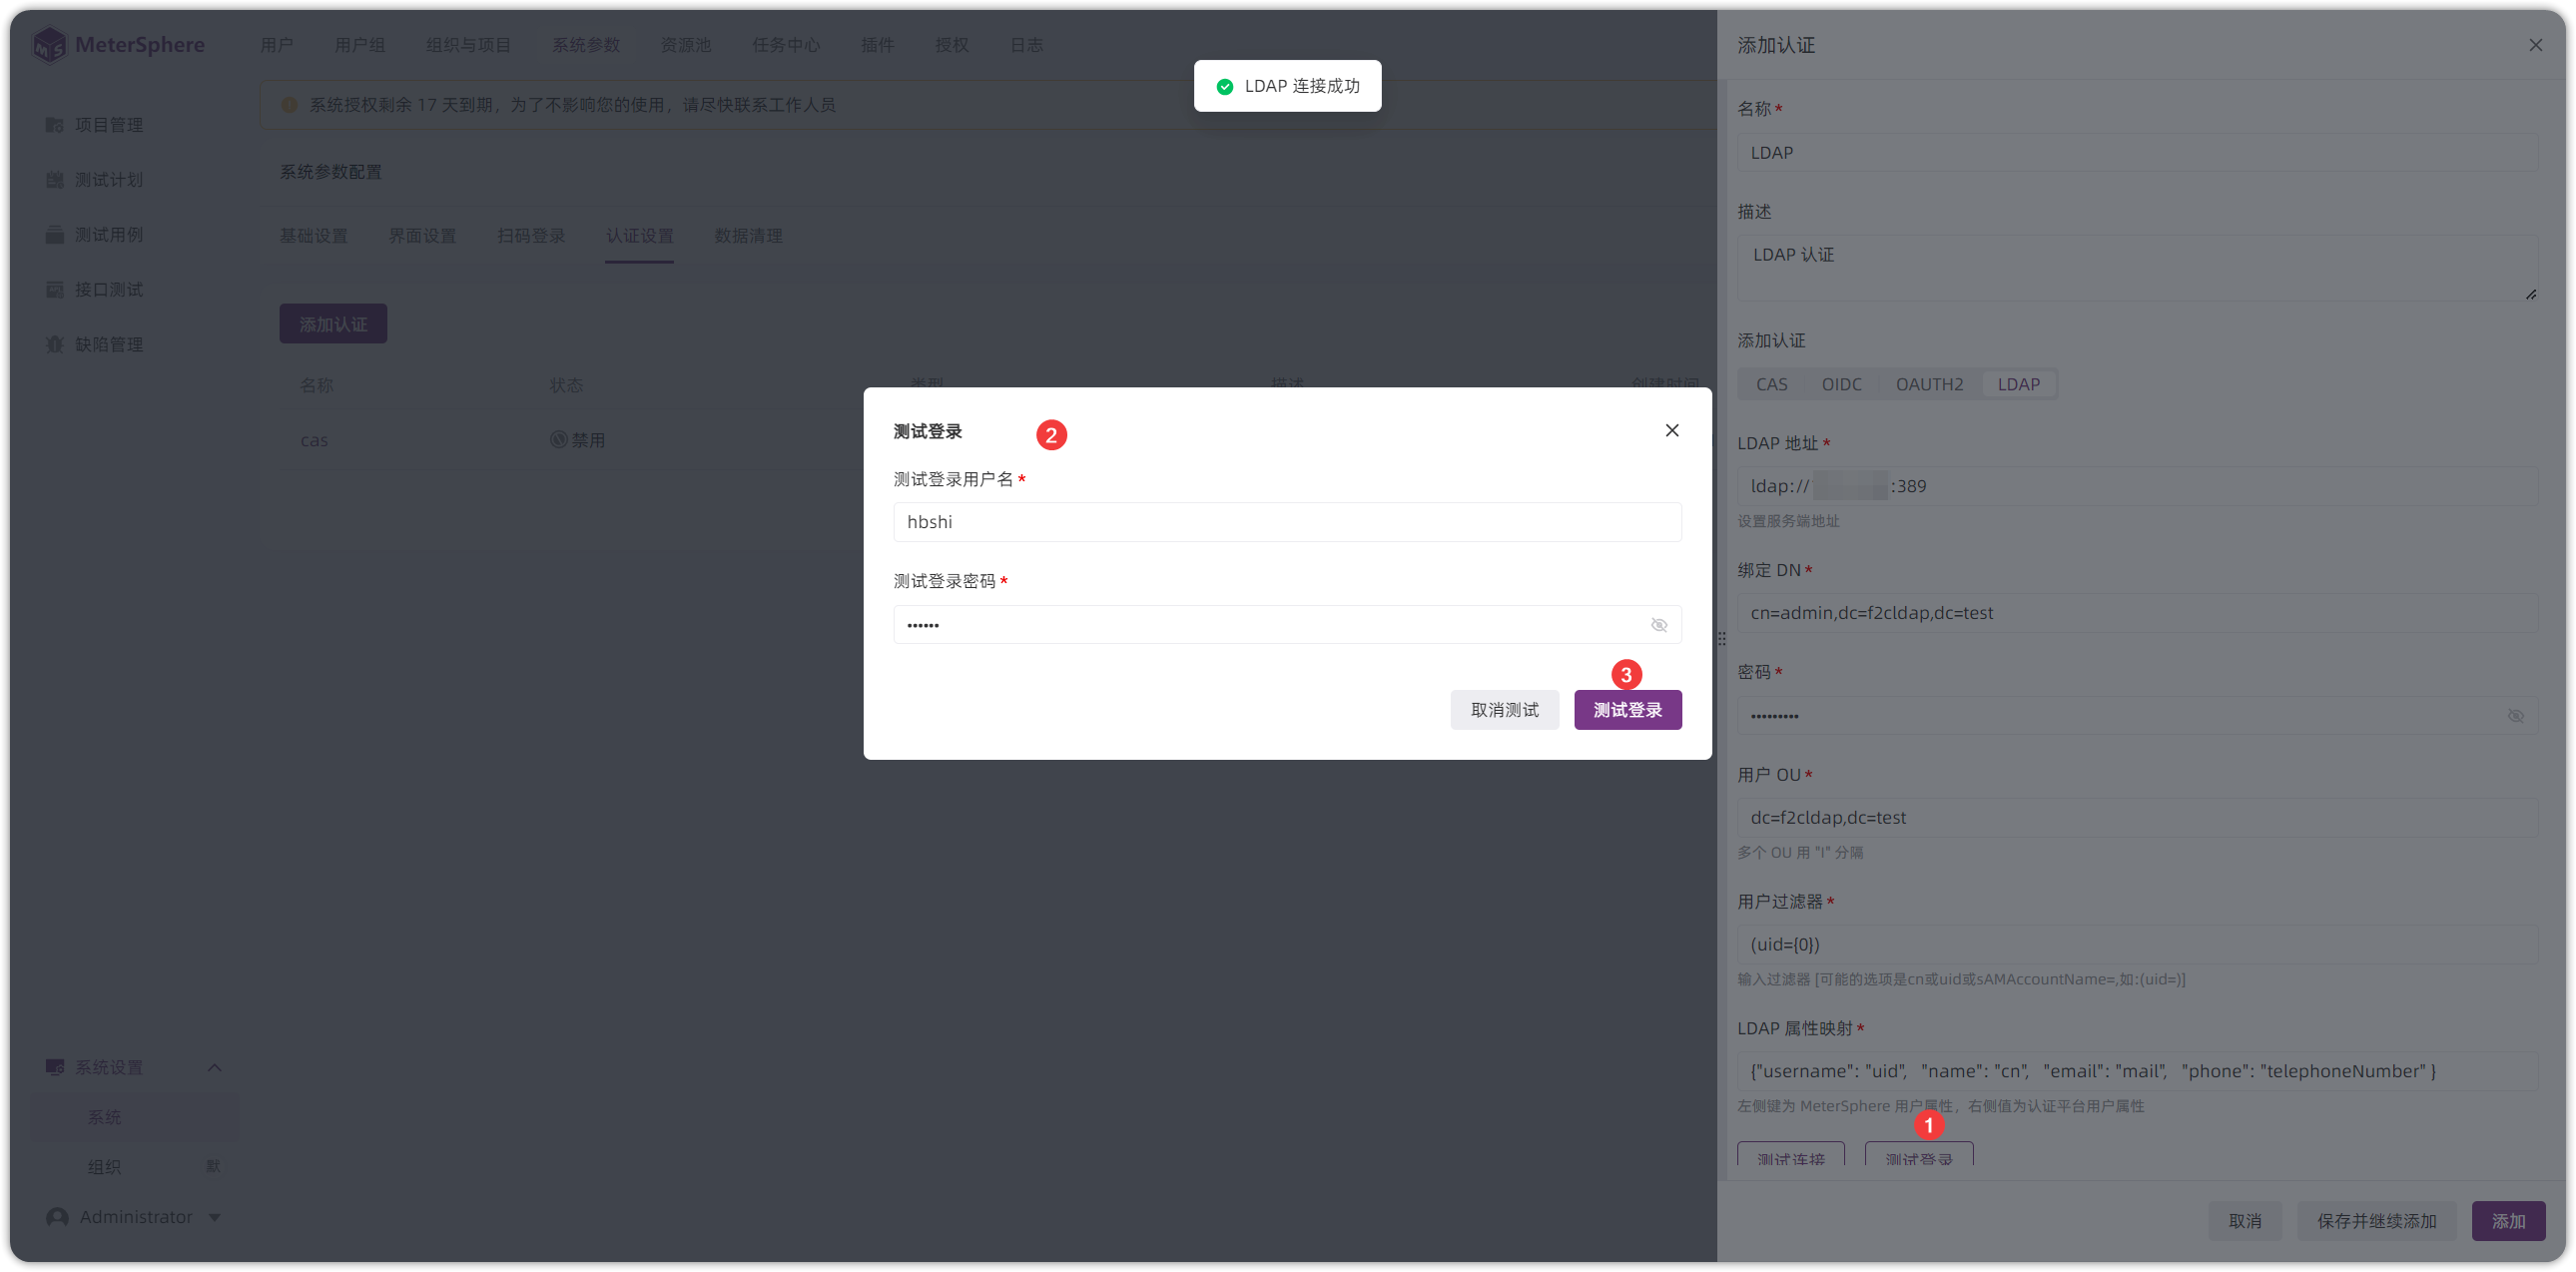 MeterSphere
用户 用户组 组织与项目 系统参数 资源池 任务中心 插件 授权 日志
项目管理
测试计划
测试用例
接口测试
缺陷管理
系统设置
系统
组织 默
Administrator
系统授权剩余 17 天到期，为了不影响您的使用，请尽快联系工作人员
LDAP 连接成功
系统参数配置
基础设置 界面设置 扫码登录 认证设置 数据清理
添加认证
名称 状态 类型 描述 创建时间
cas 禁用
测试登录 2
测试登录用户名*
hbshi
测试登录密码*
••••••
3
取消测试 测试登录
添加认证
名称*
LDAP
描述
LDAP 认证
添加认证
CAS OIDC OAUTH2 LDAP
LDAP 地址*
ldap:// :389
设置服务端地址
绑定 DN*
cn=admin,dc=f2cldap,dc=test
密码*
•••••••••
用户 OU*
dc=f2cldap,dc=test
多个 OU 用 "I" 分隔
用户过滤器*
(uid={0})
输入过滤器 [可能的选项是cn或uid或sAMAccountName=,如:(uid=)]
LDAP 属性映射*
{"username": "uid", "name": "cn", "email": "mail", "phone": "telephoneNumber" }
左侧键为 MeterSphere 用户属性，右侧值为认证平台用户属性
1
测试连接 测试登录
取消 保存并继续添加 添加